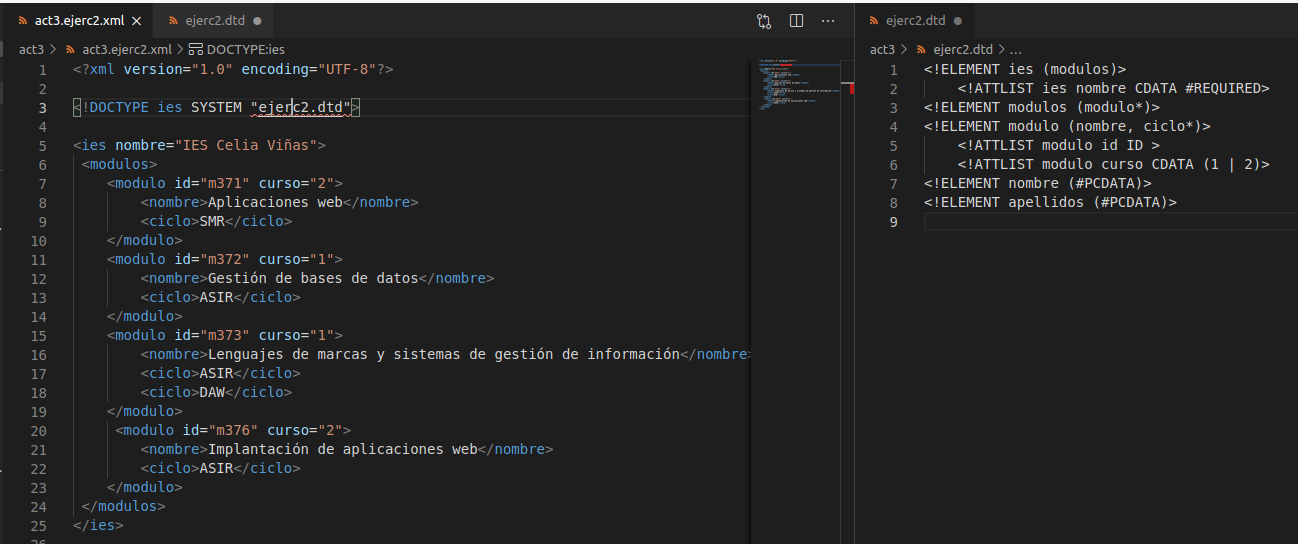 act3.ejerc2.xml ejerc2.dtd
act3 > act3.ejerc2.xml > DOCTYPE:ies
1 <?xml version="1.0" encoding="UTF-8"?>
2
3 <!DOCTYPE ies SYSTEM "ejerc2.dtd">
4
5 <ies nombre="IES Celia Viñas">
6 <modulos>
7 <modulo id="m371" curso="2">
8 <nombre>Aplicaciones web</nombre>
9 <ciclo>SMR</ciclo>
10 </modulo>
11 <modulo id="m372" curso="1">
12 <nombre>Gestión de bases de datos</nombre>
13 <ciclo>ASIR</ciclo>
14 </modulo>
15 <modulo id="m373" curso="1">
16 <nombre>Lenguajes de marcas y sistemas de gestión de información</nombre>
17 <ciclo>ASIR</ciclo>
18 <ciclo>DAW</ciclo>
19 </modulo>
20 <modulo id="m376" curso="2">
21 <nombre>Implantación de aplicaciones web</nombre>
22 <ciclo>ASIR</ciclo>
23 </modulo>
24 </modulos>
25 </ies>
ejerc2.dtd
act3 > ejerc2.dtd > ...
1 <!ELEMENT ies (modulos)>
2 <!ATTLIST ies nombre CDATA #REQUIRED>
3 <!ELEMENT modulos (modulo*)>
4 <!ELEMENT modulo (nombre, ciclo*)>
5 <!ATTLIST modulo id ID >
6 <!ATTLIST modulo curso CDATA (1 | 2)>
7 <!ELEMENT nombre (#PCDATA)>
8 <!ELEMENT apellidos (#PCDATA)>
9